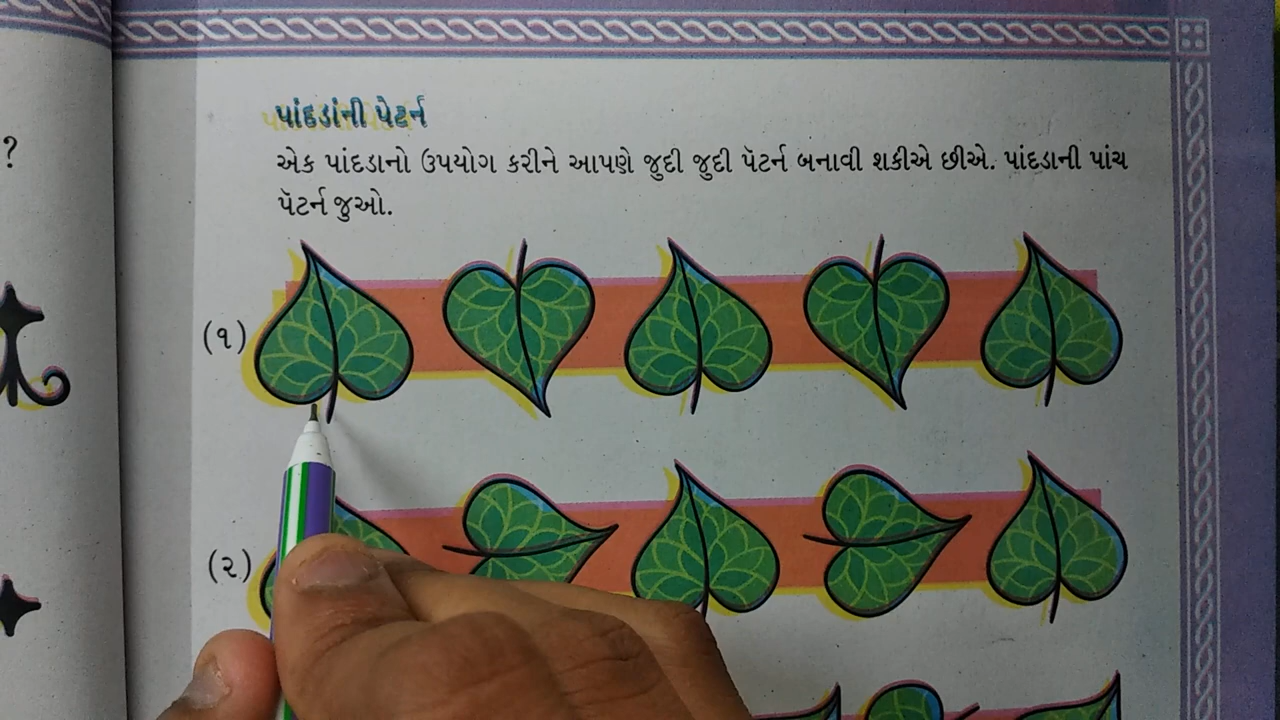 ?
પાંદડાંની પેટર્ન
એક પાંદડાનો ઉપયોગ કરીને આપણે જુદી જુદી પૅટર્ન બનાવી શકીએ છીએ. પાંદડાની પાંચ
પૅટર્ન જુઓ.
(૧)
(૨)